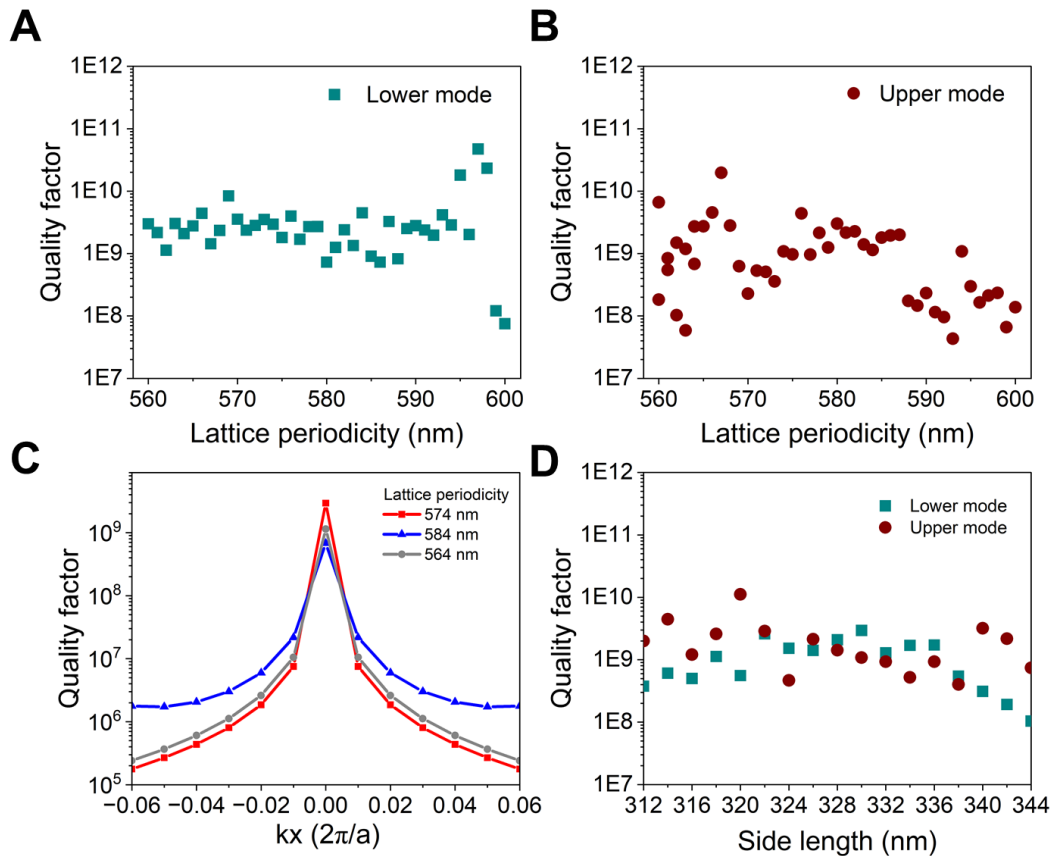 A
1E12
1E11
1E10
1E9
1E8
1E7
Quality factor
Lower mode
560
570
580
590
600
Lattice periodicity (nm)
B
1E12
1E11
1E10
1E9
1E8
1E7
Quality factor
Upper mode
560
570
580
590
600
Lattice periodicity (nm)
C
10⁹
10⁸
10⁷
10⁶
10⁵
Quality factor
Lattice periodicity
574 nm
584 nm
564 nm
−0.06
−0.04
−0.02
0.00
0.02
0.04
0.06
kx (2π/a)
D
1E12
1E11
1E10
1E9
1E8
1E7
Quality factor
Lower mode
Upper mode
312
316
320
324
328
332
336
340
344
Side length (nm)